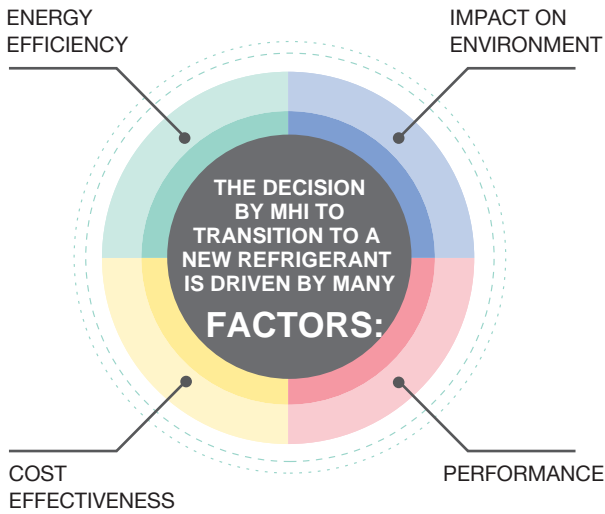 ENERGY
EFFICIENCY
IMPACT ON
ENVIRONMENT
THE DECISION
BY MHI TO
TRANSITION TO A
NEW REFRIGERANT
IS DRIVEN BY MANY
FACTORS:
COST
EFFECTIVENESS
PERFORMANCE